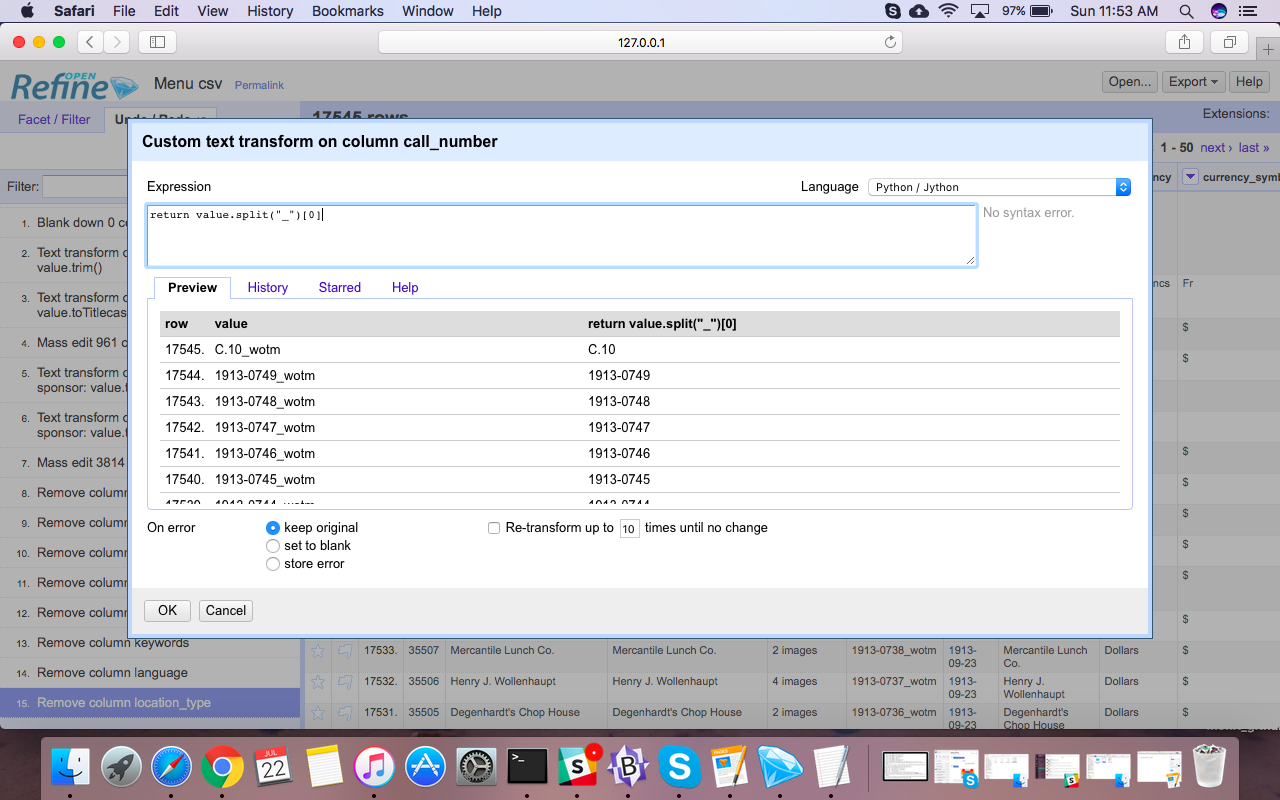 Safari File Edit View History Bookmarks Window Help 97% Sun 11:53 AM
127.0.0.1
OPEN
Refine Menu csv Permalink Open... Export Help
Facet / Filter 17545 rows Extensions:
1 - 50 next › last »
Filter:
currency_symb
1. Blank down 0 ce
2. Text transform o
value.trim()
3. Text transform o
value.toTitlecas
4. Mass edit 961 c
5. Text transform o
sponsor: value.t
6. Text transform o
sponsor: value.t
7. Mass edit 3814
8. Remove column
9. Remove column
10. Remove column
11. Remove column
12. Remove column
13. Remove column keywords
14. Remove column language
15. Remove column location_type
Custom text transform on column call_number
Expression Language Python / Jython
return value.split("_")[0] No syntax error.
Preview History Starred Help
row value return value.split("_")[0]
17545. C.10_wotm C.10
17544. 1913-0749_wotm 1913-0749
17543. 1913-0748_wotm 1913-0748
17542. 1913-0747_wotm 1913-0747
17541. 1913-0746_wotm 1913-0746
17540. 1913-0745_wotm 1913-0745
17539. 1913-0744_wotm 1913-0744
On error keep original Re-transform up to 10 times until no change
set to blank
store error
OK Cancel
ncy
ncs Fr
$
$
$
$
$
$
$
$
17533. 35507 Mercantile Lunch Co. Mercantile Lunch Co. 2 images 1913-0738_wotm 1913-09-23 Mercantile Lunch Co. Dollars $
17532. 35506 Henry J. Wollenhaupt Henry J. Wollenhaupt 4 images 1913-0737_wotm 1913-09-23 Henry J. Wollenhaupt Dollars $
17531. 35505 Degenhardt's Chop House Degenhardt's Chop House 2 images 1913-0736_wotm 1913-09-23 Degenhardt's Chop House Dollars $
JUL
22
PAGES